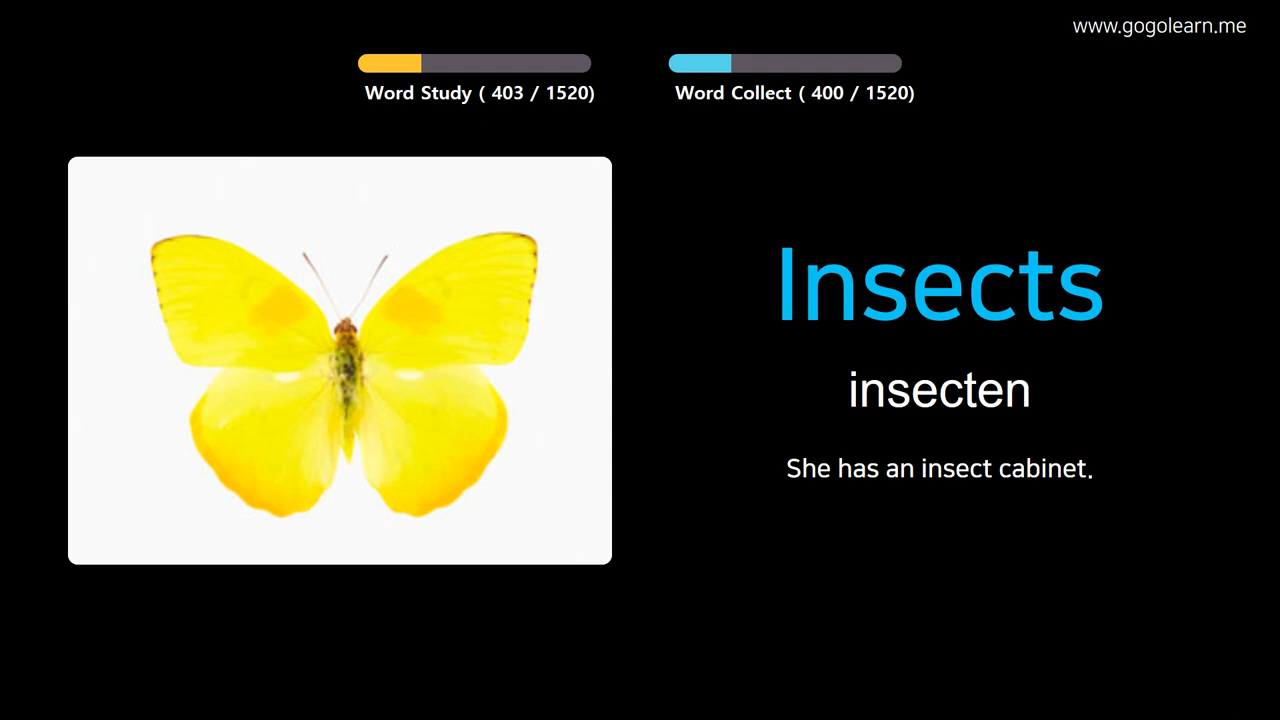 www.gogolearn.me
Word Study ( 403 / 1520)
Word Collect ( 400 / 1520)
Insects
insecten
She has an insect cabinet.